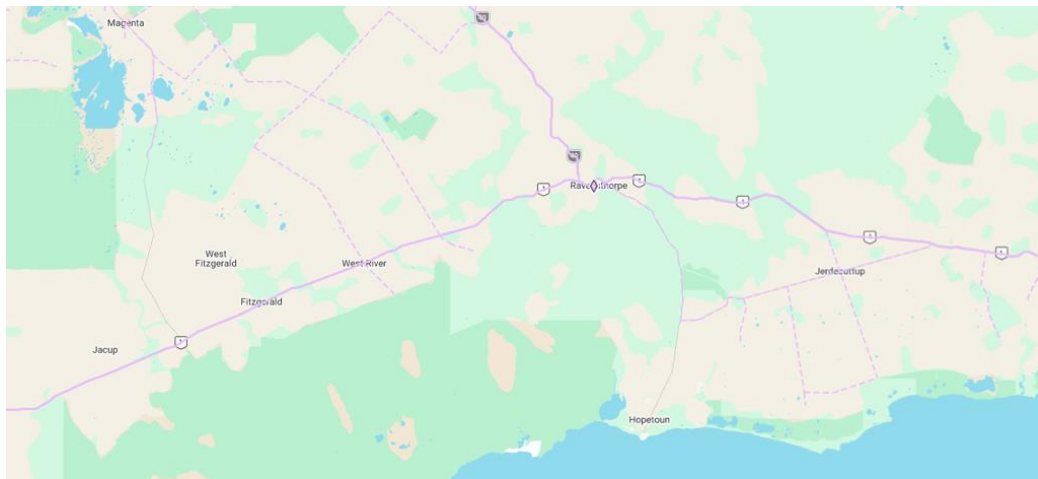 Magenta
Ravensthorpe
West
Fitzgerald
West River
Jerdacuttup
Fitzgerald
Jacup
Hopetoun
1
1
1
1
1
1